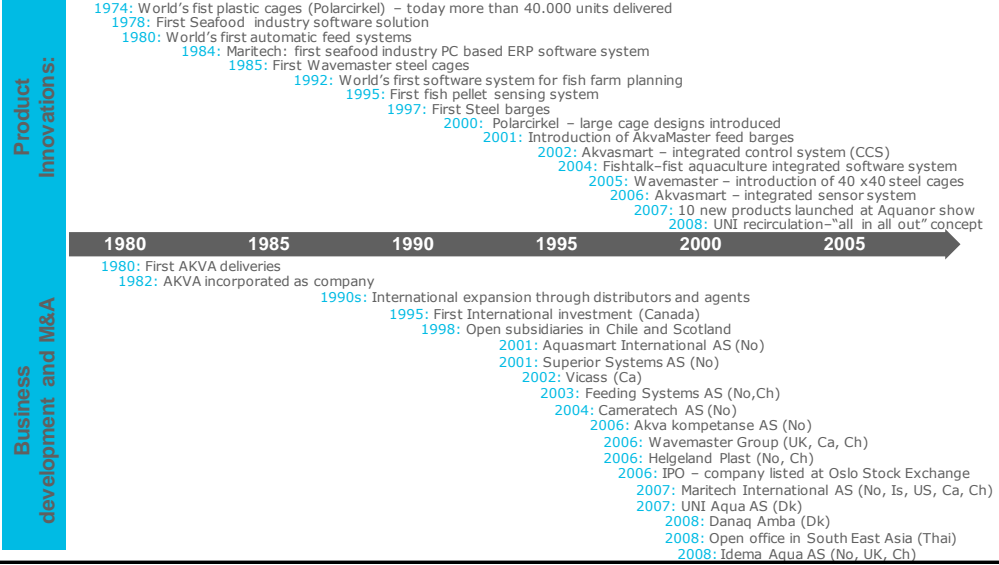 Product
Innovations:
1974: World's fist plastic cages (Polarcirkel) – today more than 40.000 units delivered
1978: First Seafood industry software solution
1980: World's first automatic feed systems
1984: Maritech: first seafood industry PC based ERP software system
1985: First Wavemaster steel cages
1992: World's first software system for fish farm planning
1995: First fish pellet sensing system
1997: First Steel barges
2000: Polarcirkel – large cage designs introduced
2001: Introduction of AkvaMaster feed barges
2002: Akvasmart – integrated control system (CCS)
2004: Fishtalk–fist aquaculture integrated software system
2005: Wavemaster – introduction of 40 x40 steel cages
2006: Akvasmart – integrated sensor system
2007: 10 new products launched at Aquanor show
2008: UNI recirculation–“all in all out” concept
1980 1985 1990 1995 2000 2005
Business
development and M&A
1980: First AKVA deliveries
1982: AKVA incorporated as company
1990s: International expansion through distributors and agents
1995: First International investment (Canada)
1998: Open subsidiaries in Chile and Scotland
2001: Aquasmart International AS (No)
2001: Superior Systems AS (No)
2002: Vicass (Ca)
2003: Feeding Systems AS (No,Ch)
2004: Cameratech AS (No)
2006: Akva kompetanse AS (No)
2006: Wavemaster Group (UK, Ca, Ch)
2006: Helgeland Plast (No, Ch)
2006: IPO – company listed at Oslo Stock Exchange
2007: Maritech International AS (No, Is, US, Ca, Ch)
2007: UNI Aqua AS (Dk)
2008: Danaq Amba (Dk)
2008: Open office in South East Asia (Thai)
2008: Idema Aqua AS (No, UK, Ch)